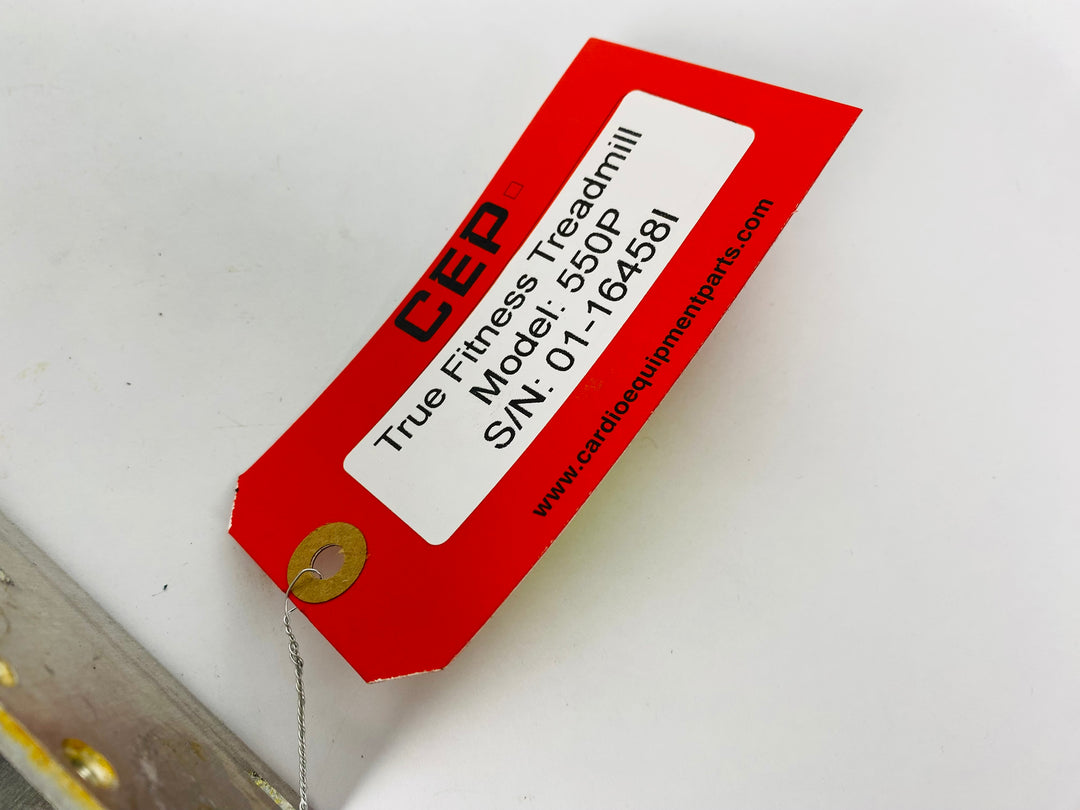 CEP
True Fitness Treadmill
Model: 550P
S/N: 01-16458I
www.cardioequipmentparts.com